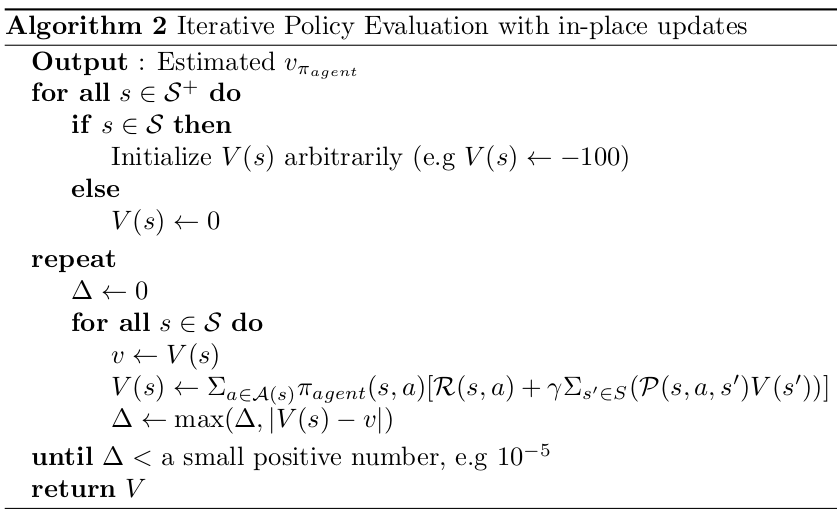 Algorithm 2 Iterative Policy Evaluation with in-place updates
Output : Estimated $v_{\pi_{agent}}$
for all $s \in \mathcal{S}^+$ do
if $s \in \mathcal{S}$ then
Initialize $V(s)$ arbitrarily (e.g $V(s) \leftarrow -100$)
else
$V(s) \leftarrow 0$
repeat
$\Delta \leftarrow 0$
for all $s \in \mathcal{S}$ do
$v \leftarrow V(s)$
$V(s) \leftarrow \Sigma_{a \in \mathcal{A}(s)} \pi_{agent}(s, a)[\mathcal{R}(s, a) + \gamma \Sigma_{s' \in S}(\mathcal{P}(s, a, s')V(s'))]$
$\Delta \leftarrow \max(\Delta, |V(s) - v|)$
until $\Delta <$ a small positive number, e.g $10^{-5}$
return $V$